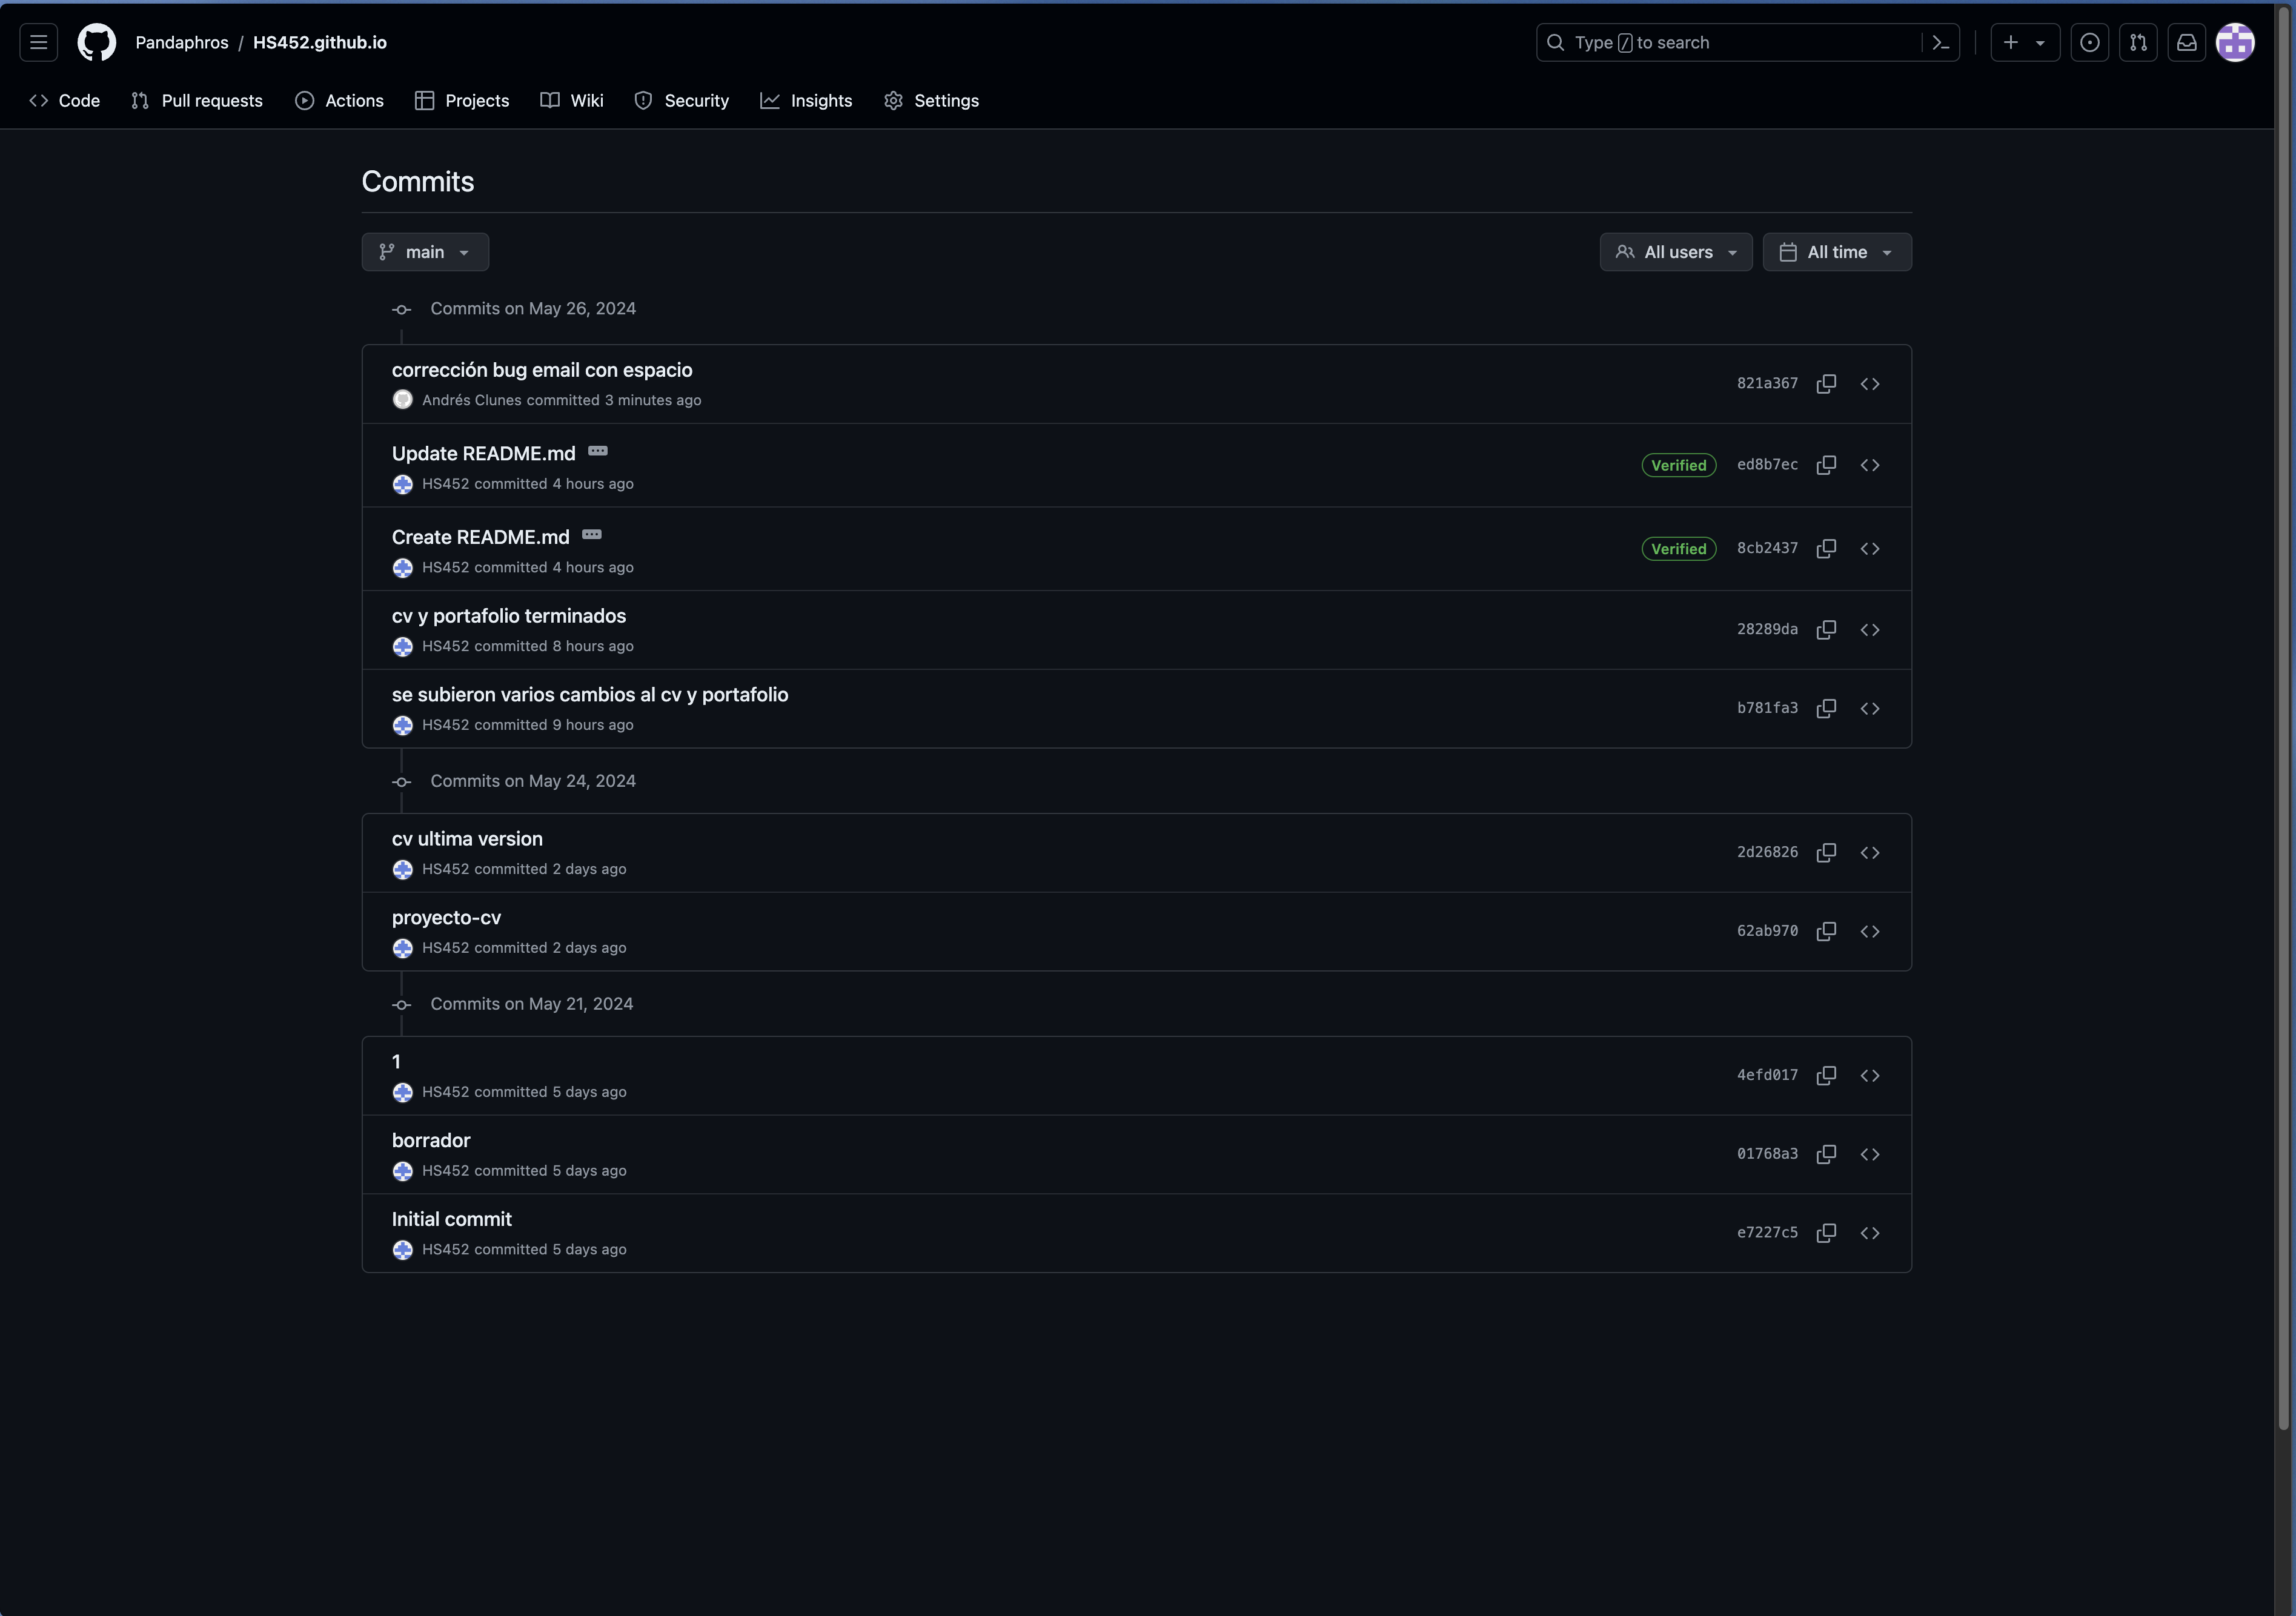 Pandaphros / HS452.github.io
Type / to search
Code Pull requests Actions Projects Wiki Security Insights Settings
Commits
main All users All time
Commits on May 26, 2024
corrección bug email con espacio
821a367
Andrés Clunes committed 3 minutes ago
Update README.md
Verified ed8b7ec
HS452 committed 4 hours ago
Create README.md
Verified 8cb2437
HS452 committed 4 hours ago
cv y portafolio terminados
28289da
HS452 committed 8 hours ago
se subieron varios cambios al cv y portafolio
b781fa3
HS452 committed 9 hours ago
Commits on May 24, 2024
cv ultima version
2d26826
HS452 committed 2 days ago
proyecto-cv
62ab970
HS452 committed 2 days ago
Commits on May 21, 2024
1
4efd017
HS452 committed 5 days ago
borrador
01768a3
HS452 committed 5 days ago
Initial commit
e7227c5
HS452 committed 5 days ago